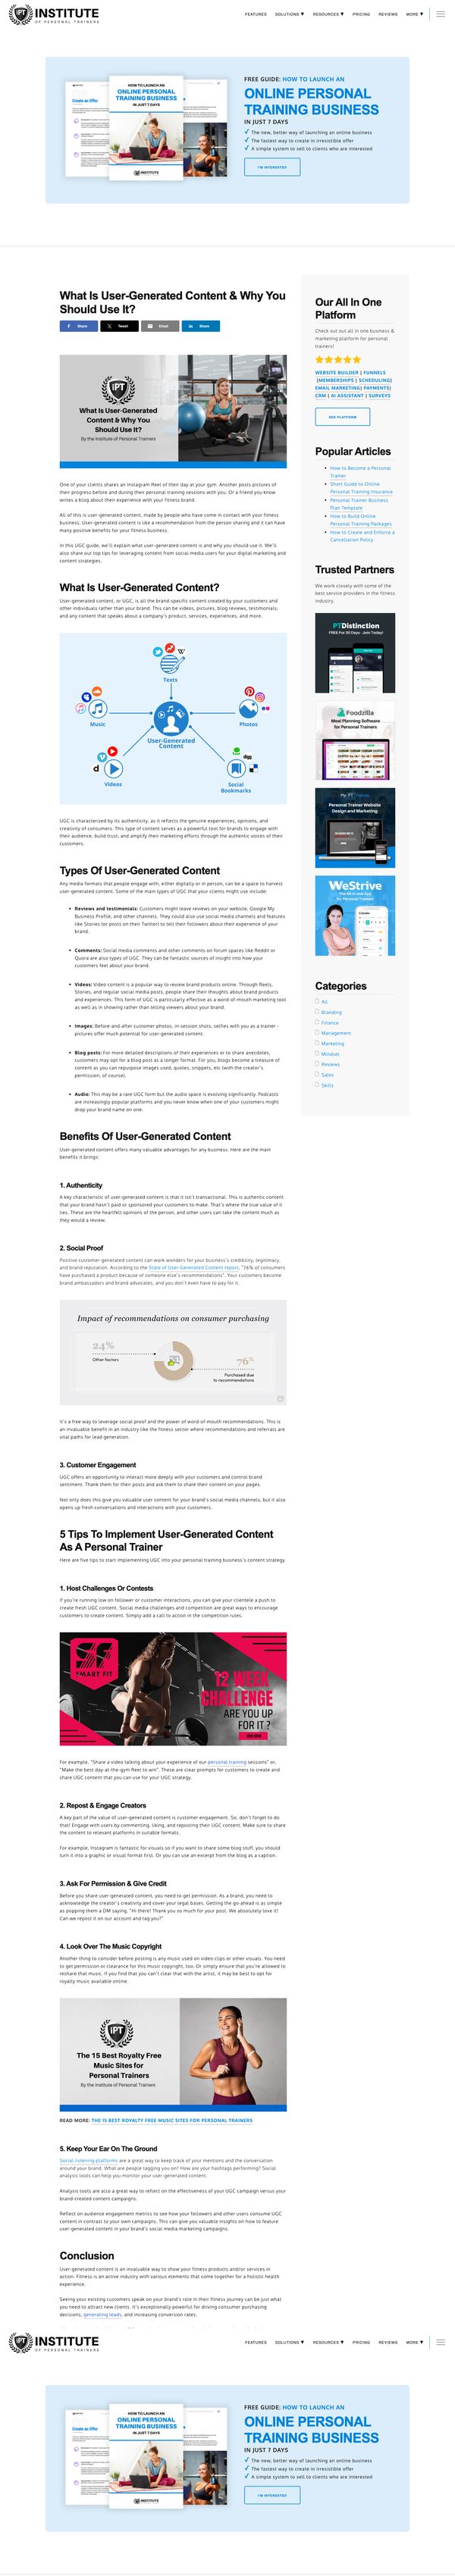 INSTITUTE
OF PERSONAL TRAINERS
FEATURES SOLUTIONS ▼ RESOURCES ▼ PRICING REVIEWS MORE ▼
HOW TO LAUNCH AN
ONLINE PERSONAL
TRAINING BUSINESS
IN JUST 7 DAYS
Create an Offer
INSTITUTE
FREE GUIDE: HOW TO LAUNCH AN
ONLINE PERSONAL
TRAINING BUSINESS
IN JUST 7 DAYS
The new, better way of launching an online business
The fastest way to create in irresistible offer
A simple system to sell to clients who are interested
I'M INTERESTED
What Is User-Generated Content & Why You
Should Use It?
Share Tweet Email Share
IPT
What Is User-Generated
Content & Why You
Should Use It?
By the Institute of Personal Trainers
One of your clients shares an Instagram Reel of their day at your gym. Another posts pictures of
their progress during their time having training sessions with you. Or a former customer
writes a blog about their experience with your fitness business.
All of this is user-generated content, made by people who have come into contact with your fitness
business. User-generated content is like a recommendation or review in practice that can bring
many positive benefits for your fitness business.
In this UGC guide, we'll explain what user-generated content is and why you should use it. We'll
share tips for leveraging content from customers and fitness users for your digital marketing and
content strategies.
What Is User-Generated Content?
User-generated content, or UGC, is all the brand-specific content created by your customers and
other individuals rather than your brand. This can be videos, pictures, blog reviews, testimonials,
and any content that speaks about a company's product, services, experiences, and more.
Texts
Music
Photos
User-Generated
Content
Videos
Social
Bookmarks
UGC is characterized by its authenticity, as it reflects the genuine experiences, opinions, and
creativity of consumers. This type of content serves as a powerful tool for brands to engage with
their audience, build trust, and amplify their marketing efforts through the authentic voices of their
customers.
Types Of User-Generated Content
Any media formats that people engage with, either digitally or in person, can be a space to harness
user-generated content. Some of the main types of UGC that your customers might use include:
Reviews and testimonials: Customers might leave reviews on your website, Google My
Business Profile, and other channels. They could also use social media channels and features
like Stories (or posts on their Twitter) to tell their followers about their experience of your
brand.
Comments: Social media comments and other comments on forum spaces like Reddit or
Quora are also types of UGC. They can be fantastic sources of insight into how your
customers feel about your brand.
Videos: Video content is a popular way to review brands online. Through Reels,
Stories, and regular social media posts, people share their thoughts about brand products
and experiences. This form of UGC is particularly effective as a word-of-mouth marketing tool
as well as in showing rather than telling viewers about their experience.
Images: Before-and-after customer photos, in-session shots, selfies with you as a trainer -
pictures offer much potential for user-generated content.
Blog posts: For more detailed descriptions of their experiences or to share anecdotes,
customers may opt for a blog post as a longer format. For you, blogs become a treasure of
content as you can repurpose images used, quotes, snippets, etc (with the owner's
permission, of course).
Audio: This may be a rare UGC form but the audio space is evolving significantly. Podcasts
are increasingly popular platforms and you never know when one of your customers might
drop your brand name on one.
Benefits Of User-Generated Content
User-generated content offers many valuable advantages for any business. Here are the main
benefits it brings:
1. Authenticity
A key characteristic of user-generated content is that it isn't transactional. This is authentic content
that your brand hasn't paid or sponsored your customers to make. That's where the true value of it
lies. These are the heartfelt opinions of the person, and other users can take the content much as
they would a review.
2. Social Proof
Positive customer-generated content can work wonders for your business's credibility, legitimacy,
and brand reputation. According to the State of User-Generated Content report, "76% of consumers
have purchased a product because of someone else's recommendations". Your customers become
brand ambassadors and brand advocates, and you don't even have to pay them.
Impact of recommendations on consumer purchasing
24%
Other factors
76%
Purchased due
to recommendations
It's a free way to leverage social proof and the power of word-of-mouth recommendations. This is
an invaluable benefit in an industry like the fitness sector where recommendations and referrals are
vital paths for lead generation.
3. Customer Engagement
UGC offers an opportunity to interact more deeply with your customers and control brand
sentiment. Thank them for their posts and ask them to share their content on your pages.
Not only does this give you valuable user content for your brand's social media channels, but it also
opens up fresh conversations and interactions with your customers.
5 Tips To Implement User-Generated Content
As A Personal Trainer
Here are five tips to start implementing UGC into your personal training business's content strategy.
1. Host Challenges Or Contests
If you're running low on follower or customer interactions, you can give your clientele a push to
create fresh UGC content. Social media challenges and competition are great ways to encourage
customers to create content. Simply add a call to action in the competition rules.
SMART FIT
12 WEEK
CHALLENGE
ARE YOU UP
FOR IT ?
For example, "Share a video talking about your experience of our personal training sessions" or,
"Make the best day-at-the-gym Reel to win". These are clear prompts for customers to create and
share UGC content that you can use for your UGC strategy.
2. Repost & Engage Creators
A key part of the value of user-generated content is customer engagement. So, don't forget to do
that! Engage with users by commenting, liking, and reposting their UGC content. Make sure to put
the content to relevant platforms in suitable formats.
For example, Instagram is fantastic for visuals so if you want to share some blog stuff, you should
turn it into a graphic or visual format first. Or you can use an excerpt from the blog as a caption.
3. Ask For Permission & Give Credit
Before you share user-generated content, you need to get permission. As a brand, you need to
acknowledge the creator's creativity and cover your legal bases. Getting the go-ahead is as simple
as popping them a DM saying, "Hi there! Thank you so much for your post. We absolutely love it!
Can we repost it on our account and tag you?"
4. Look Over The Music Copyright
Another thing to consider before posting is any music used on video clips or other visuals. You need
to get permission or clearance for this music copyright, too. Or simply ensure that you're allowed to
reshare that music. If you find that you can't clear that with the artist, it may be best to opt for
royalty music available online.
IPT
The 15 Best Royalty Free
Music Sites for
Personal Trainers
By the Institute of Personal Trainers
READ MORE: THE 15 BEST ROYALTY FREE MUSIC SITES FOR PERSONAL TRAINERS
5. Keep Your Ear On The Ground
Social listening platforms are a great way to keep track of your mentions and the conversation
around your brand. What are people tagging you on? How are your hashtags performing? Social
analysis tools can help you monitor your user-generated content.
Analysis tools are also a great way to reflect on the effectiveness of your UGC campaign versus your
brand-created content campaigns.
Reflect on audience engagement metrics to see how your followers and other users consume UGC
content in contrast to your own campaigns. This can give you valuable insights on how to feature
user-generated content in your brand's social media marketing campaigns.
Conclusion
User-generated content is an invaluable way to show your fitness products and/or services in
action. Fitness is an active industry with various elements that come together for a holistic health
experience.
Seeing your existing customers speak on your brand's role in their fitness journey can be just what
you need to attract new clients. It's exceptionally powerful for driving consumer purchasing
decisions, generating leads, and increasing conversion rates.
Our All In One
Platform
Check out out all in one business &
marketing platform for personal
trainers!
WEBSITE BUILDER | FUNNELS
|MEMBERSHIPS | SCHEDULING|
EMAIL MARKETING| PAYMENTS|
CRM | AI ASSISTANT | SURVEYS
SEE PLATFORM
Popular Articles
How to Become a Personal
Trainer
Short Guide to Online
Personal Training Insurance
Personal Trainer Business
Plan Template
How to Build Online
Personal Training Packages
How to Create and Enforce a
Cancellation Policy
Trusted Partners
We work closely with some of the
best service providers in the fitness
industry.
PTDistinction
FREE For 30 Days - Join Today!
Foodzilla
Meal Planning Software
for Personal Trainers
My PT Website
Personal Trainer Website
Design and Marketing
WeStrive
The All-in-one App
for Personal Trainers
Categories
All
Branding
Finance
Management
Marketing
Mindset
Reviews
Sales
Skills
INSTITUTE
OF PERSONAL TRAINERS
FEATURES SOLUTIONS ▼ RESOURCES ▼ PRICING REVIEWS MORE ▼
HOW TO LAUNCH AN
ONLINE PERSONAL
TRAINING BUSINESS
IN JUST 7 DAYS
Create an Offer
INSTITUTE
FREE GUIDE: HOW TO LAUNCH AN
ONLINE PERSONAL
TRAINING BUSINESS
IN JUST 7 DAYS
The new, better way of launching an online business
The fastest way to create in irresistible offer
A simple system to sell to clients who are interested
I'M INTERESTED